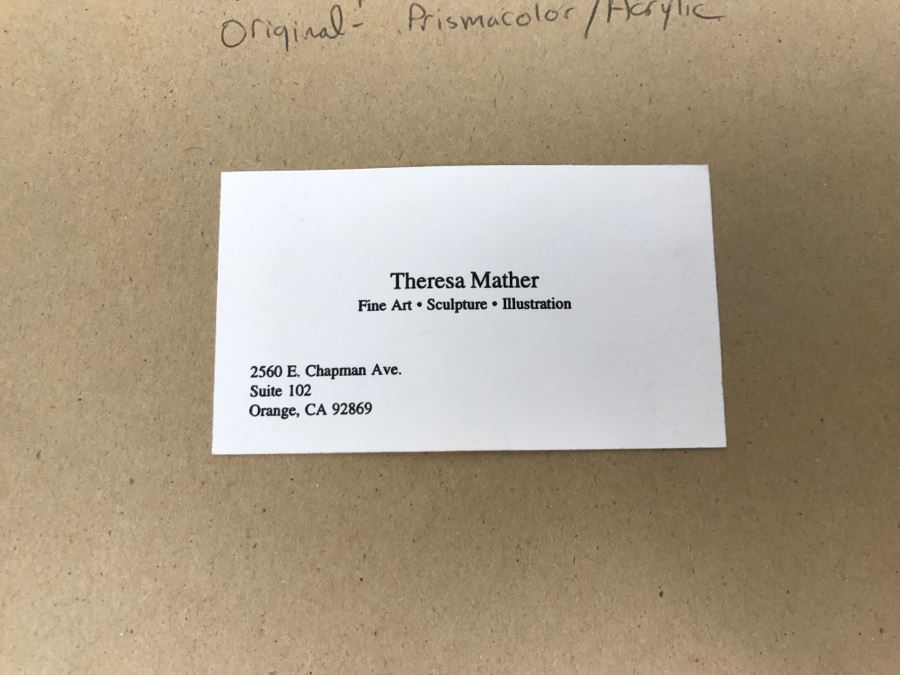 Original- Prismacolor/Acrylic
Theresa Mather
Fine Art • Sculpture • Illustration
2560 E. Chapman Ave.
Suite 102
Orange, CA 92869